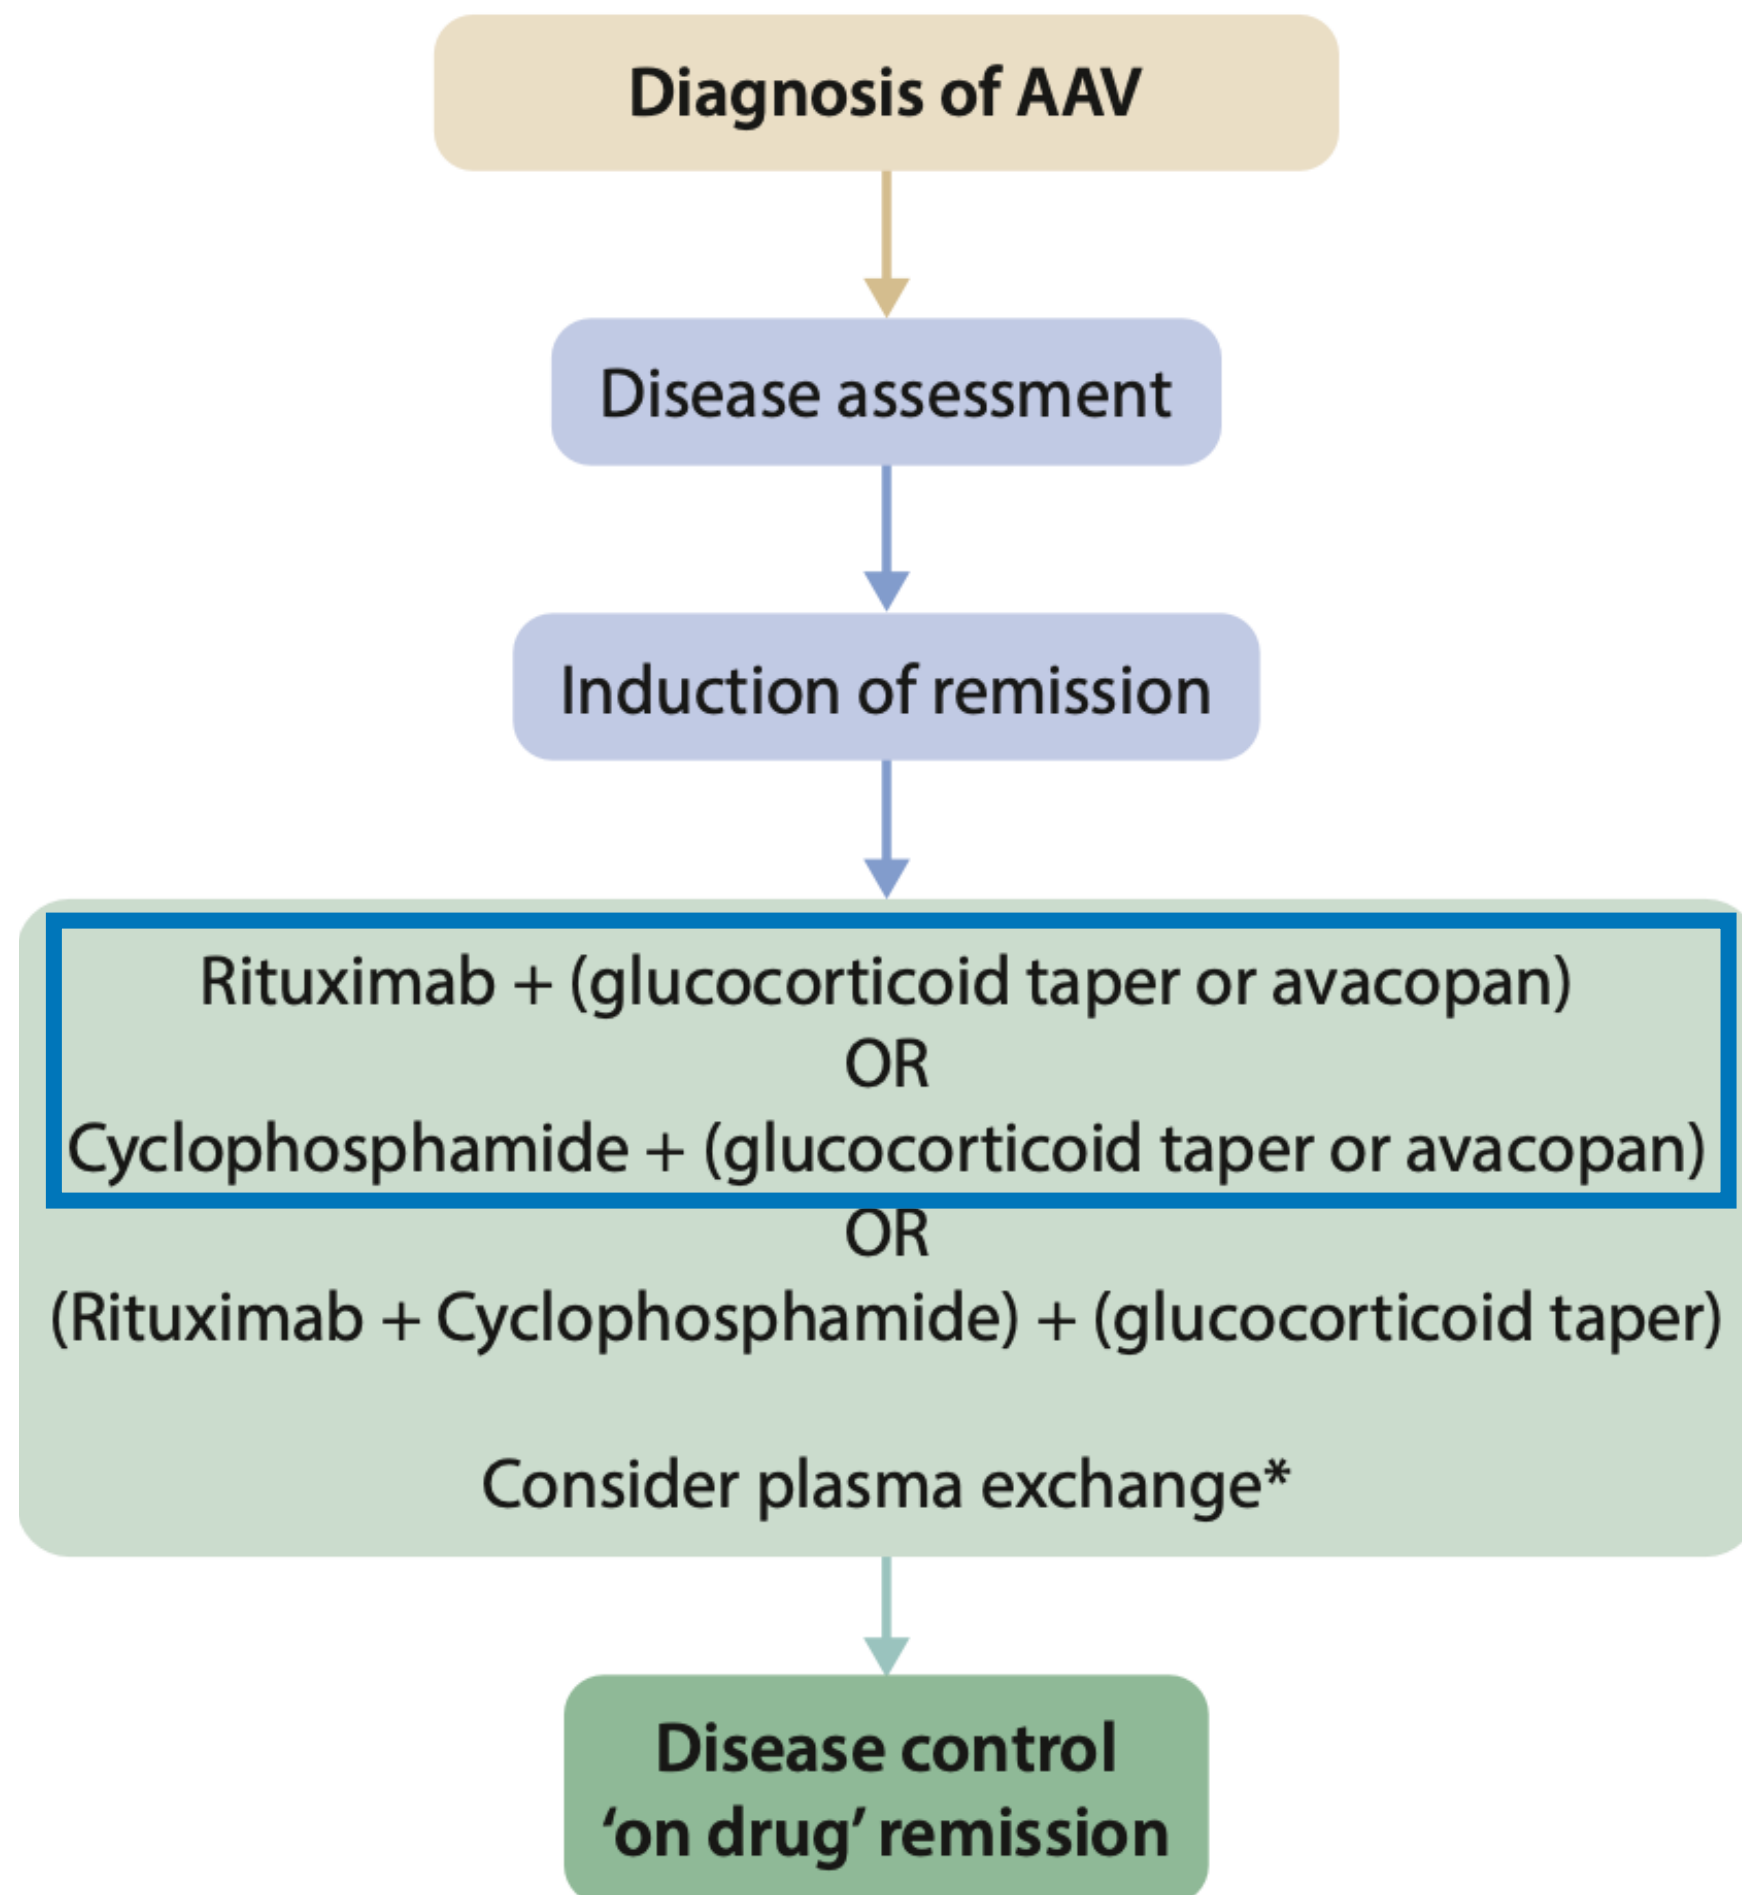 Diagnosis of AAV
Disease assessment
Induction of remission
Rituximab + (glucocorticoid taper or avacopan)
OR
Cyclophosphamide + (glucocorticoid taper or avacopan)
OR
(Rituximab + Cyclophosphamide) + (glucocorticoid taper)
Consider plasma exchange*
Disease control
‘on drug’ remission